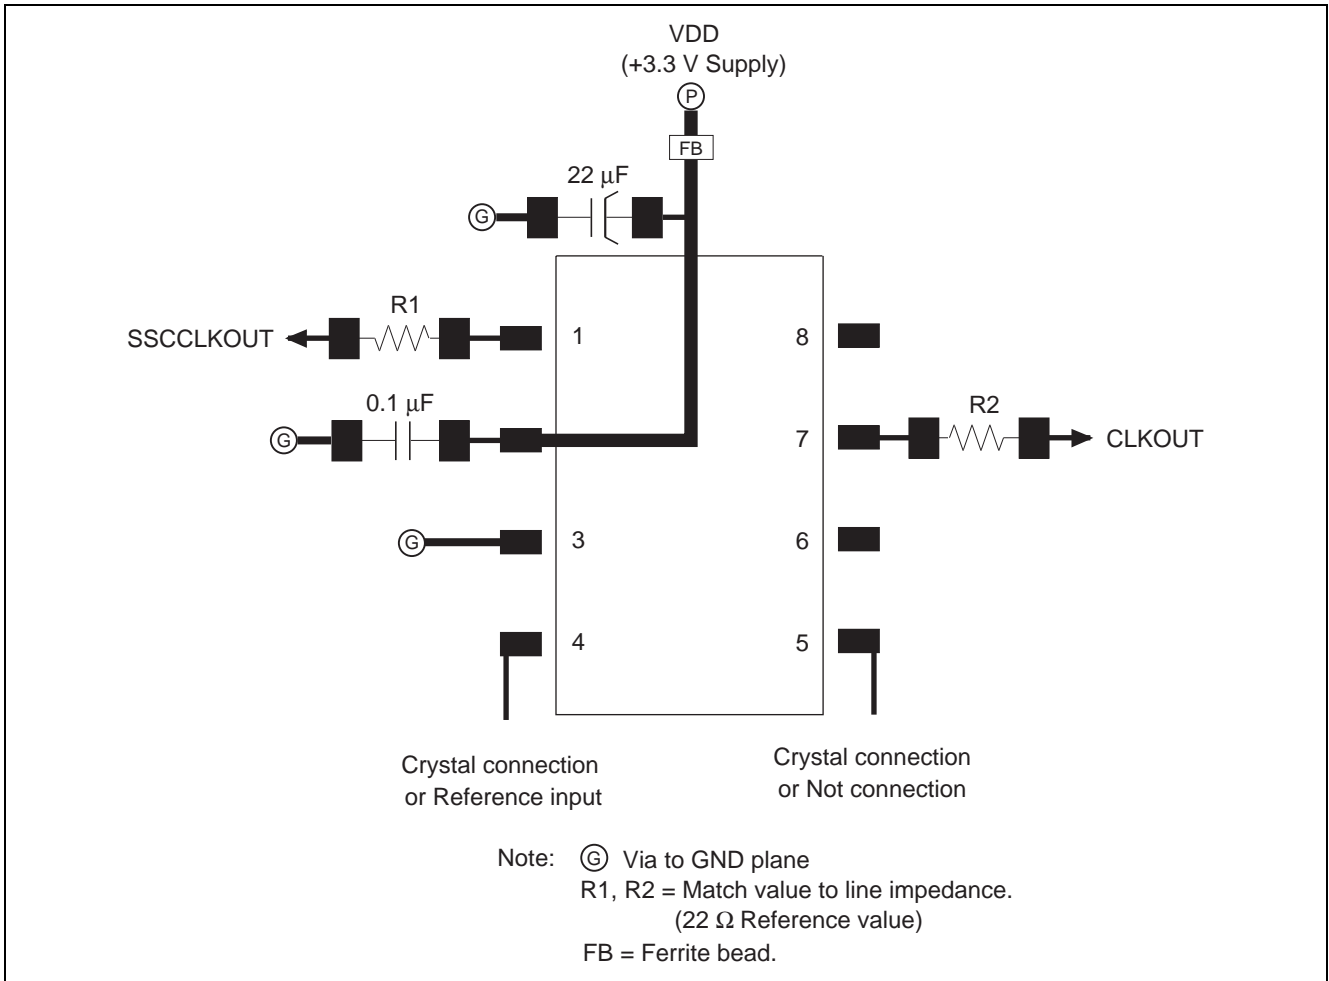 VDD
(+3.3 V Supply)
P
FB
22 μF
G
R1
SSCCLKOUT
1
8
0.1 μF
G
R2
7
CLKOUT
G
3
6
4
5
Crystal connection
or Reference input
Crystal connection
or Not connection
Note: G Via to GND plane
R1, R2 = Match value to line impedance.
(22 Ω Reference value)
FB = Ferrite bead.